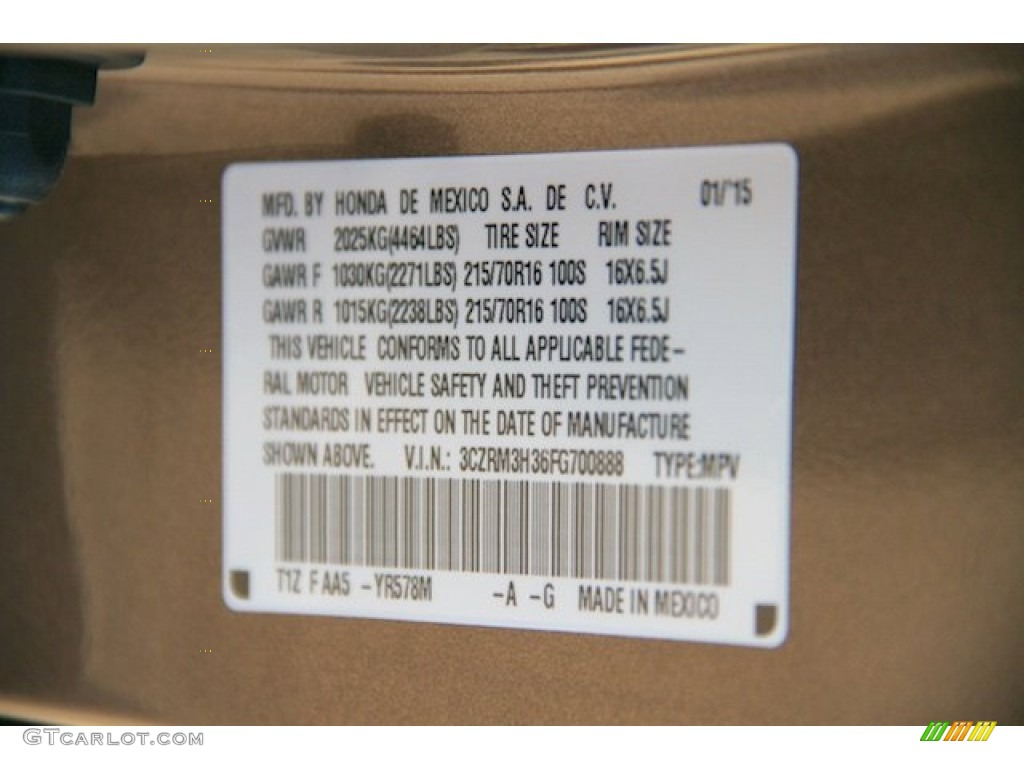 MFD. BY HONDA DE MEXICO S.A. DE C.V. 01/'15
GVWR 2025KG(4464LBS) TIRE SIZE RIM SIZE
GAWR F 1030KG(2271LBS) 215/70R16 100S 16X6.5J
GAWR R 1015KG(2238LBS) 215/70R16 100S 16X6.5J
THIS VEHICLE CONFORMS TO ALL APPLICABLE FEDE-
RAL MOTOR VEHICLE SAFETY AND THEFT PREVENTION
STANDARDS IN EFFECT ON THE DATE OF MANUFACTURE
SHOWN ABOVE. V.I.N.: 3CZRM3H36FG700888 TYPE:MPV
T1Z F AA5 -YR578M -A -G MADE IN MEXICO
GTcarlot.com